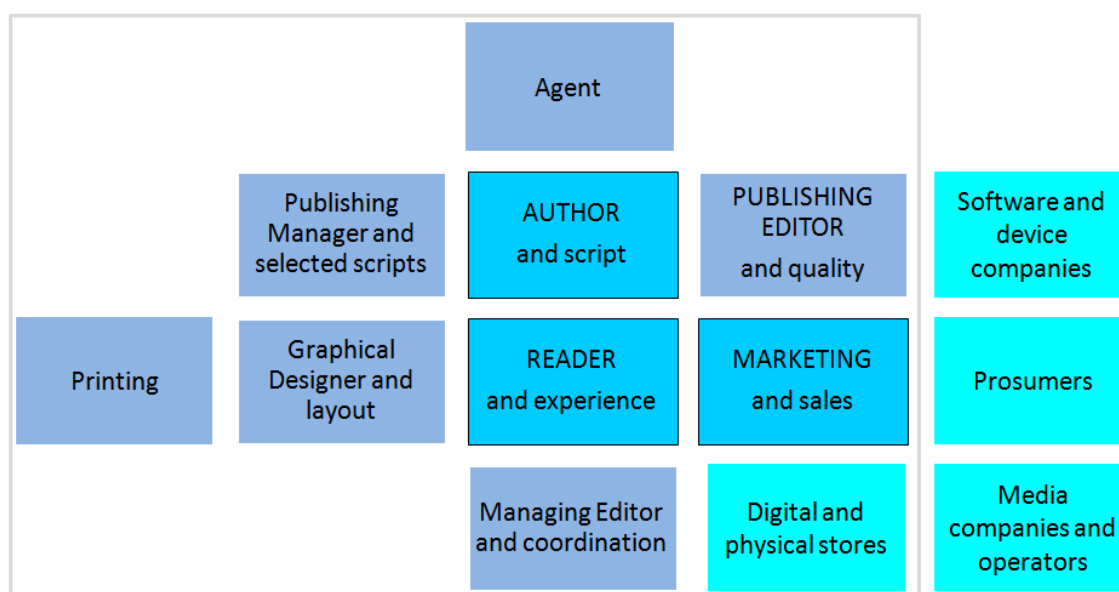 Agent
Publishing
Manager and
selected scripts
AUTHOR
and script
PUBLISHING
EDITOR
and quality
Software and
device
companies
Printing
Graphical
Designer and
layout
READER
and experience
MARKETING
and sales
Prosumers
Managing Editor
and coordination
Digital and
physical stores
Media
companies and
operators